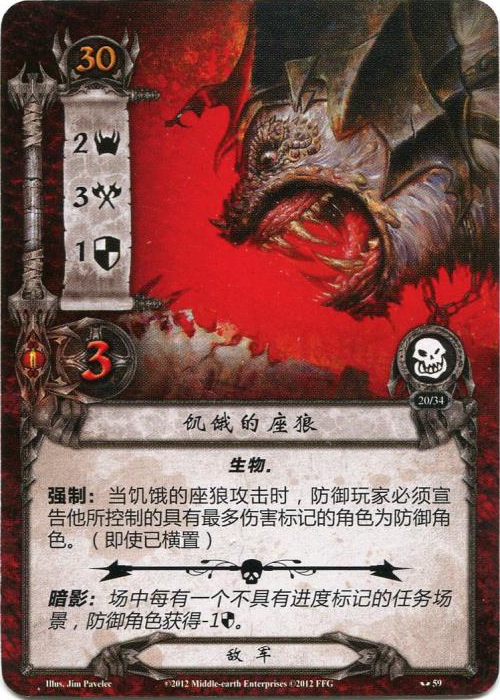 30
2
3
1
3
20/34
饥饿的座狼
生物.
强制：当饥饿的座狼攻击时，防御玩家必须宣
告他所控制的具有最多伤害标记的角色为防御角
色。（即使已横置）
暗影：场中每有一个不具有进度标记的任务场
景，防御角色获得-1
敌军
Illus. Jim Pavelec ©2012 Middle-earth Enterprises ©2012 FFG 59